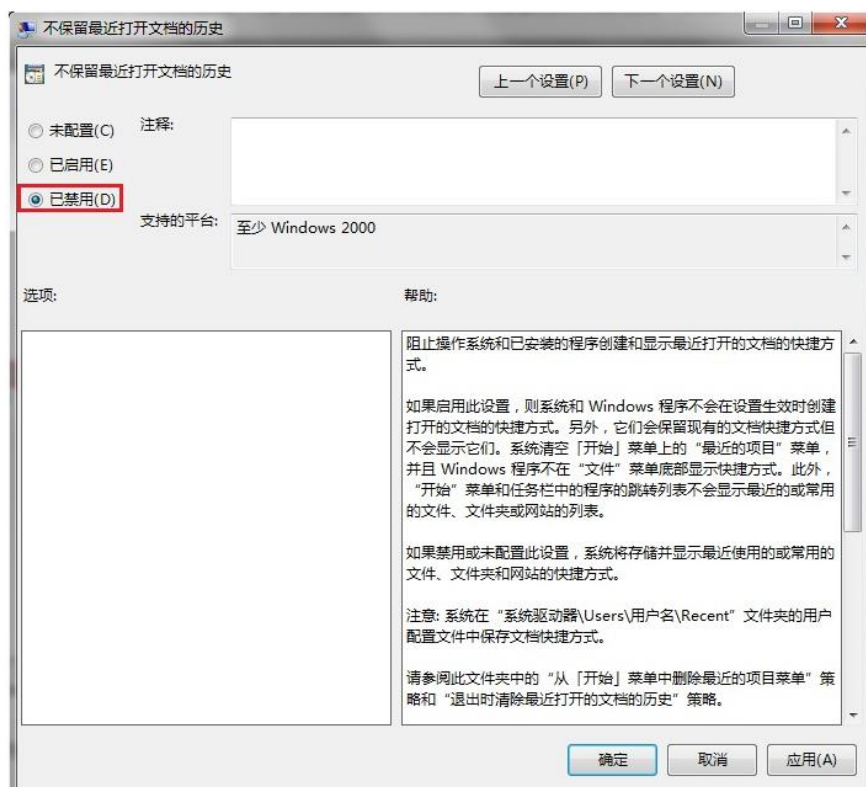 不保留最近打开文档的历史
不保留最近打开文档的历史
上一个设置(P)
下一个设置(N)
未配置(C)
注释:
已启用(E)
已禁用(D)
支持的平台:
至少 Windows 2000
选项:
帮助:
阻止操作系统和已安装的程序创建和显示最近打开的文档的快捷方
式。
如果启用此设置，则系统和 Windows 程序不会在设置生效时创建
打开的文档的快捷方式。另外，它们会保留现有的文档快捷方式但
不会显示它们。系统清空「开始」菜单上的“最近的项目”菜单，
并且 Windows 程序不在“文件”菜单底部显示快捷方式。此外，
“开始”菜单和任务栏中的程序的跳转列表不会显示最近的或常用
的文件、文件夹或网站的列表。
如果禁用或未配置此设置，系统将存储并显示最近使用的或常用的
文件、文件夹和网站的快捷方式。
注意: 系统在“系统驱动器\Users\用户名\Recent”文件夹的用户
配置文件中保存文档快捷方式。
请参阅此文件夹中的“从「开始」菜单中删除最近的项目菜单”策
略和“退出时清除最近打开的文档的历史”策略。
确定
取消
应用(A)